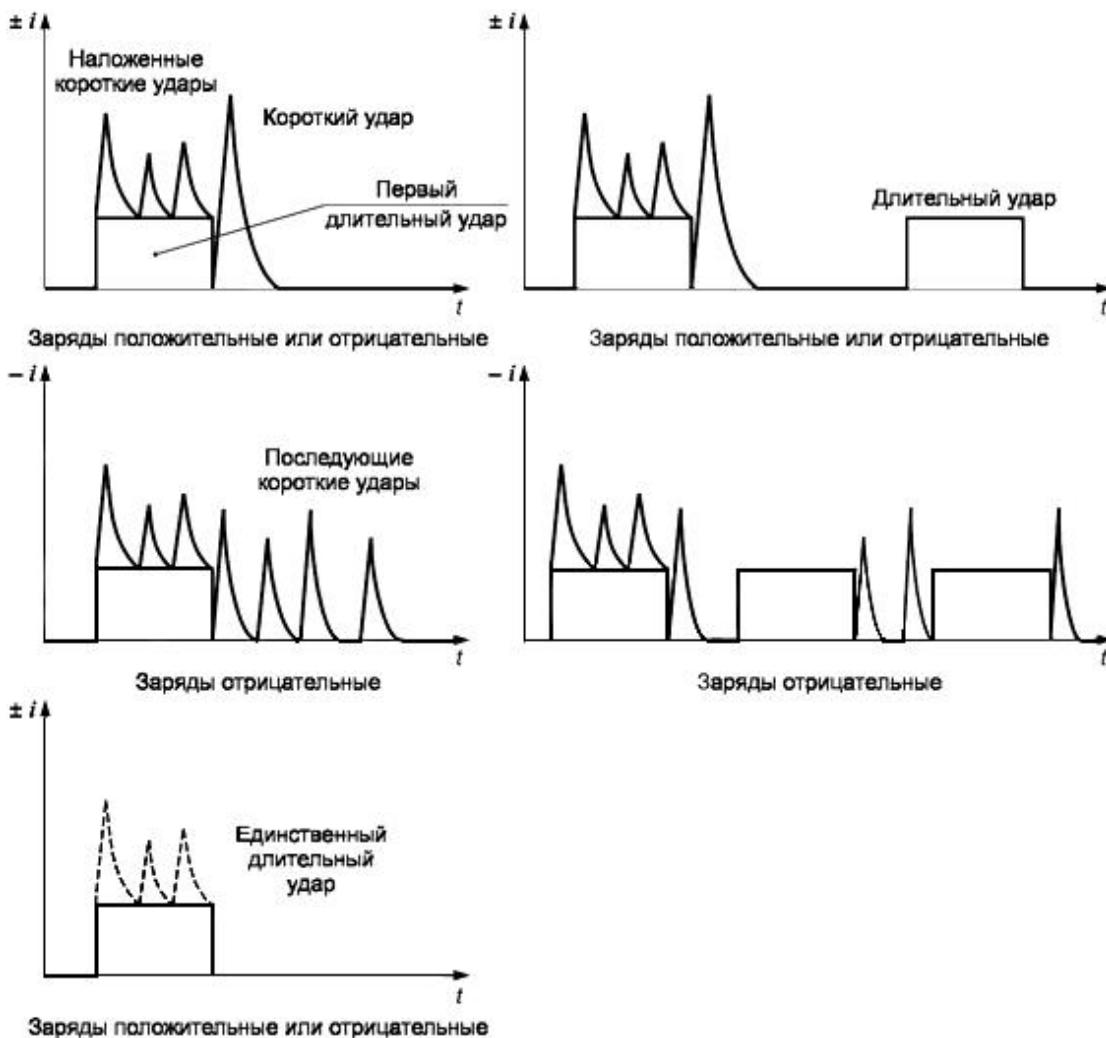 ± i
Наложенные
короткие удары
Короткий удар
Первый
длительный удар
t
Заряды положительные или отрицательные
± i
Длительный удар
t
Заряды положительные или отрицательные
– i
Последующие
короткие удары
t
Заряды отрицательные
– i
t
Заряды отрицательные
± i
Единственный
длительный
удар
t
Заряды положительные или отрицательные